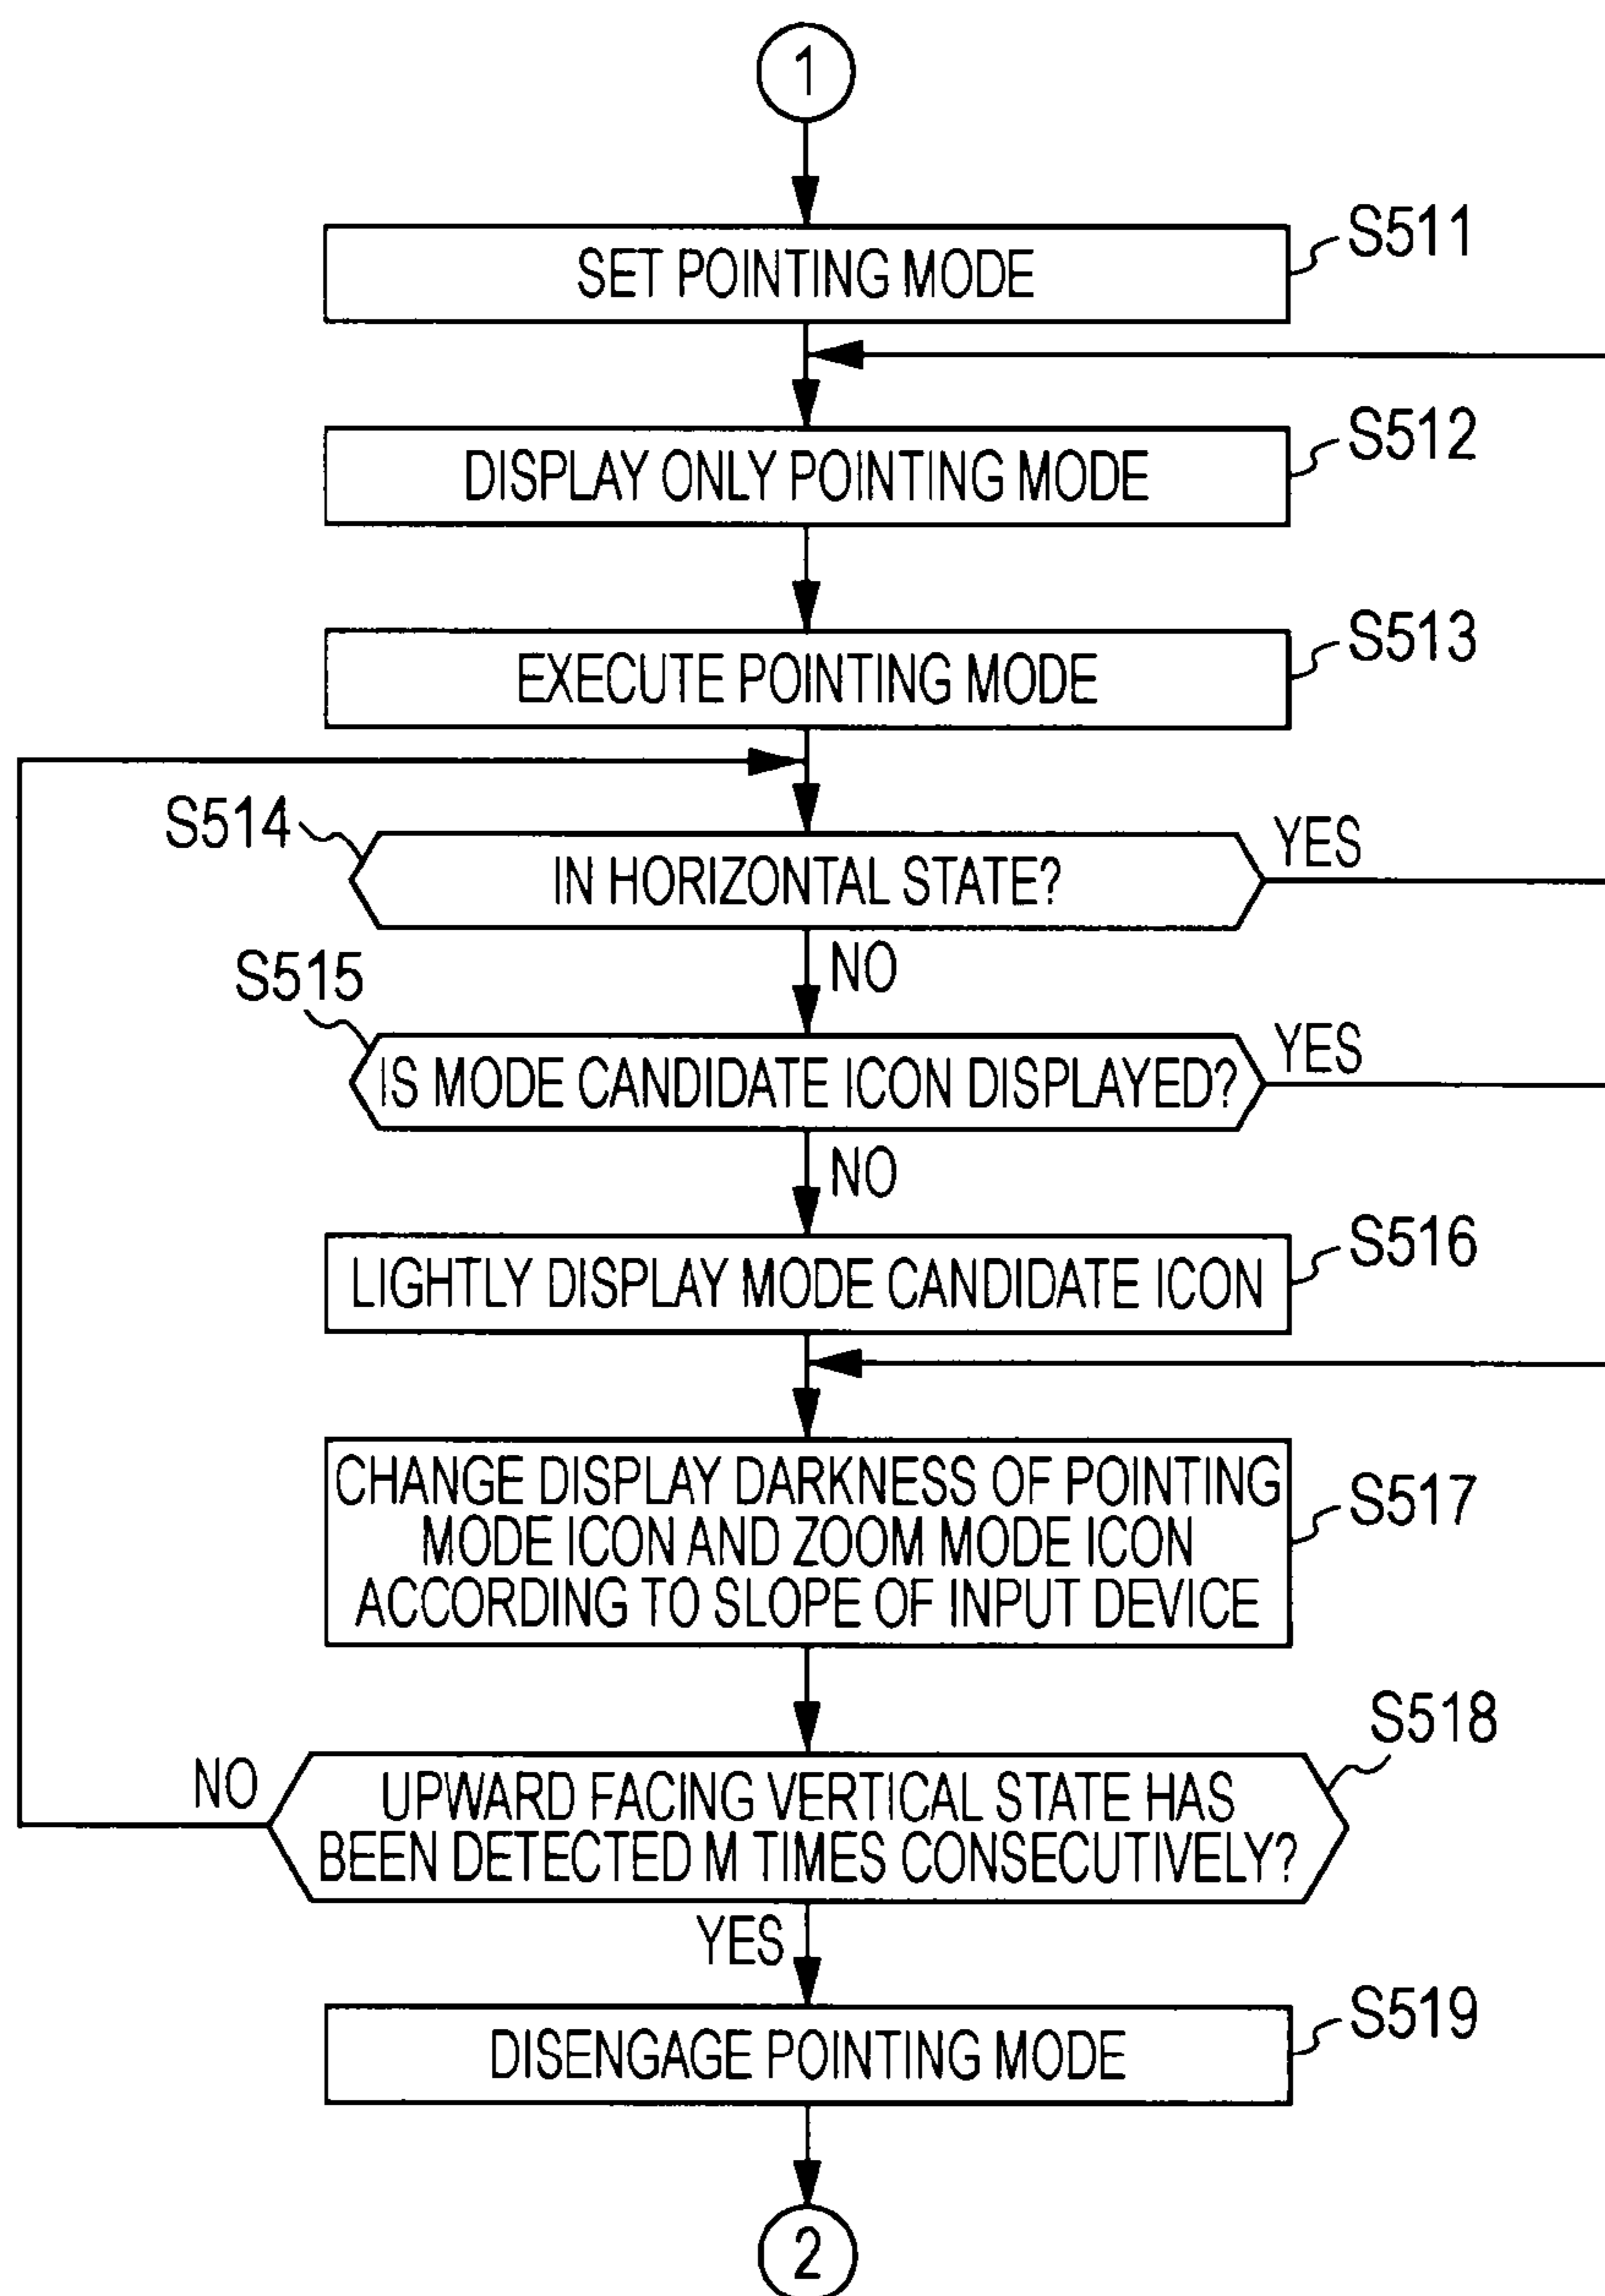 1
SET POINTING MODE
S511
DISPLAY ONLY POINTING MODE
S512
EXECUTE POINTING MODE
S513
S514
IN HORIZONTAL STATE?
YES
NO
S515
IS MODE CANDIDATE ICON DISPLAYED?
YES
NO
LIGHTLY DISPLAY MODE CANDIDATE ICON
S516
CHANGE DISPLAY DARKNESS OF POINTING
MODE ICON AND ZOOM MODE ICON
ACCORDING TO SLOPE OF INPUT DEVICE
S517
S518
NO
UPWARD FACING VERTICAL STATE HAS
BEEN DETECTED M TIMES CONSECUTIVELY?
YES
DISENGAGE POINTING MODE
S519
2